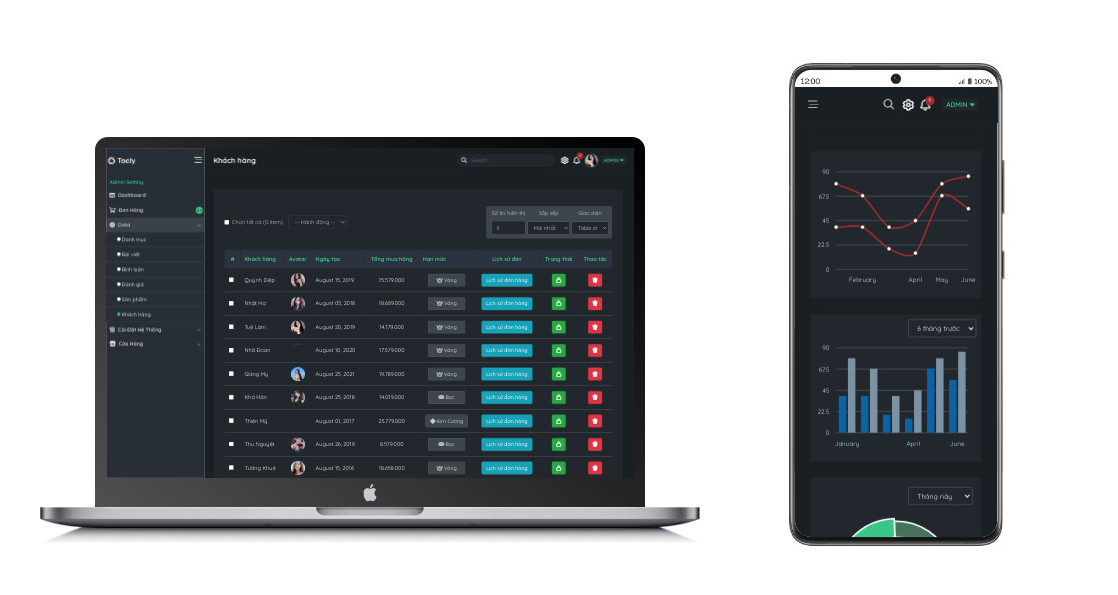 Toely
Khách hàng
Search...
ADMIN
Admin Setting
Dashboard
Đơn Hàng
Data
Danh mục
Bài viết
Bình luận
Đánh giá
Sản phẩm
Khách hàng
Cài Đặt Hệ Thống
Cửa Hàng
Chọn tất cả (0 item)
-- Hành động --
Số tin hiển thị
Sắp xếp
Giao diện
Mới nhất
Table
# Khách hàng Avatar Ngày tạo Tổng mua hàng Hạn mức Lịch sử đơn Trạng thái Thao tác
Quỳnh Diệp August 15, 2019 15.579.000 Vàng Lịch sử đơn hàng
Nhật Hạ August 05, 2018 18.689.000 Vàng Lịch sử đơn hàng
Tuệ Lâm August 20, 2019 14.179.000 Vàng Lịch sử đơn hàng
Nhã Đoan August 10, 2020 17.579.000 Vàng Lịch sử đơn hàng
Giáng My August 25, 2021 19.789.000 Vàng Lịch sử đơn hàng
Khả Hân August 25, 2018 14.019.000 Bạc Lịch sử đơn hàng
Thiện Mỹ August 01, 2017 25.779.000 Kim Cương Lịch sử đơn hàng
Thu Nguyệt August 26, 2019 8.579.000 Bạc Lịch sử đơn hàng
Tường Khuê August 15, 2016 18.658.000 Vàng Lịch sử đơn hàng
12:00
100%
ADMIN
90
67.5
45
22.5
0
February April May June
6 tháng trước
90
67.5
45
22.5
0
January April June
Tháng này